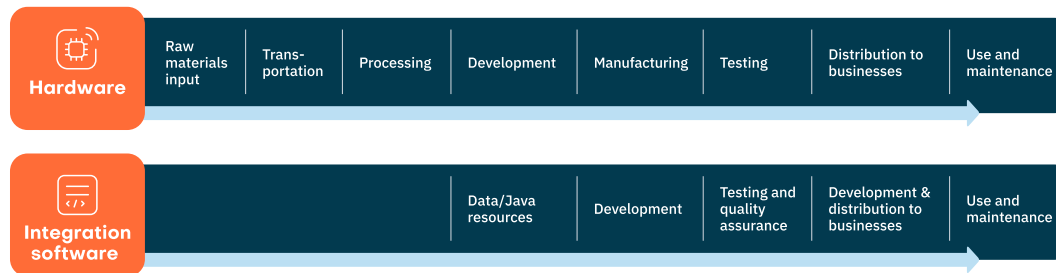 Hardware
Raw
materials
input
Trans-
portation
Processing
Development
Manufacturing
Testing
Distribution to
businesses
Use and
maintenance
Integration
software
Data/Java
resources
Development
Testing and
quality
assurance
Development &
distribution to
businesses
Use and
maintenance